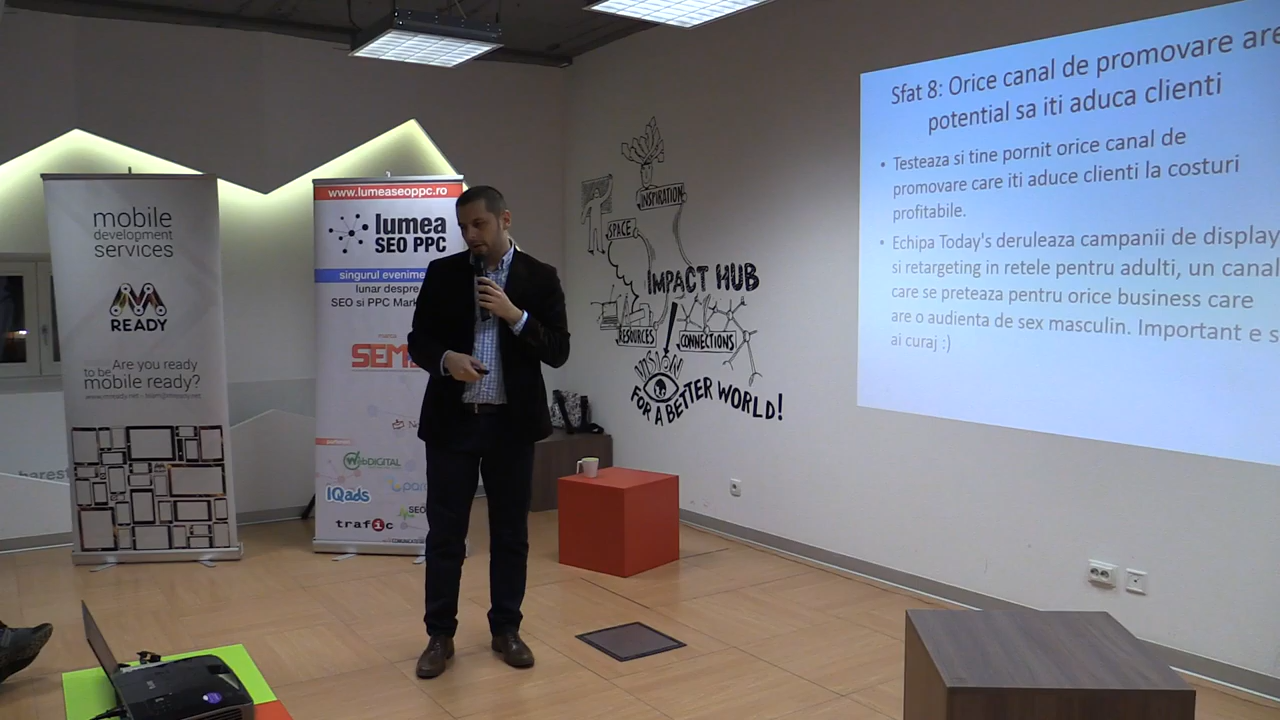 mobile
development
services
READY
Are you ready
to be
mobile ready?
www.lumeaseoppc.ro
lumea
SEO PPC
singurul evenime
lunar despre
SEO si PPC Mark
SEM
WebDIGITAL
IQads
SEO
trafic
INSPIRATION
SPACE
IMPACT HUB
RESOURCES
CONNECTIONS
VISION
FOR A BETTER WORLD!
Sfat 8: Orice canal de promovare are
potential sa iti aduca clienti
• Testeaza si tine pornit orice canal de
promovare care iti aduce clienti la costuri
profitabile.
• Echipa Today's deruleaza campanii de display
si retargeting in retele pentru adulti, un canal
care se preteaza pentru orice business care
are o audienta de sex masculin. Important e s
ai curaj :)